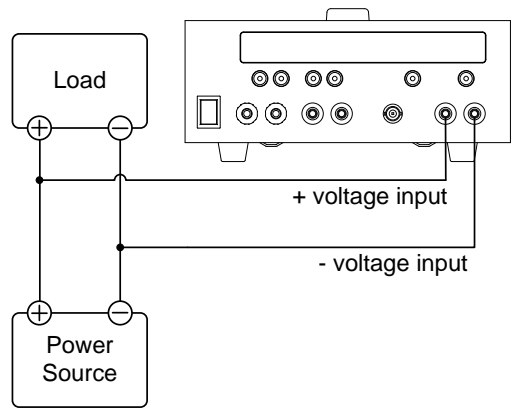 Load
+
−
+ voltage input
- voltage input
+
−
Power
Source